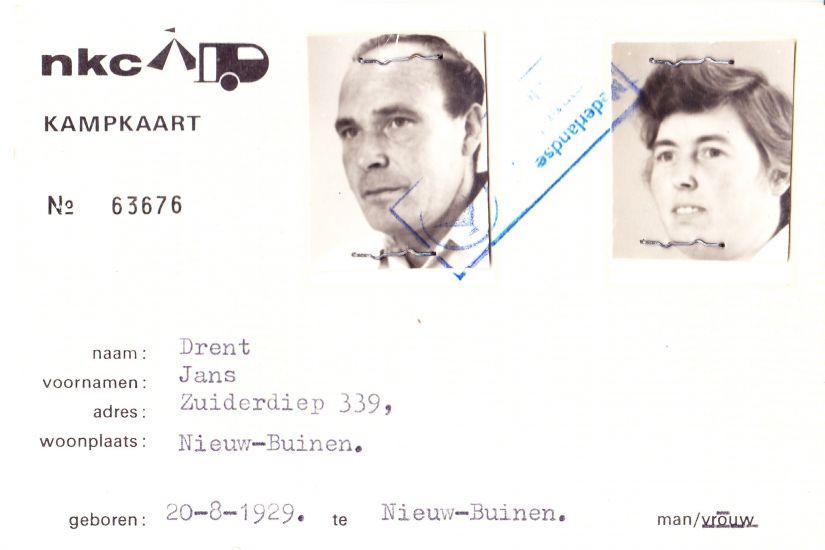 nkc
KAMPKAART
№ 63676
Nederlandse
naam: Drent
voornamen: Jans
adres: Zuiderdiep 339,
woonplaats: Nieuw-Buinen.
geboren: 20-8-1929. te Nieuw-Buinen. man/vrouw